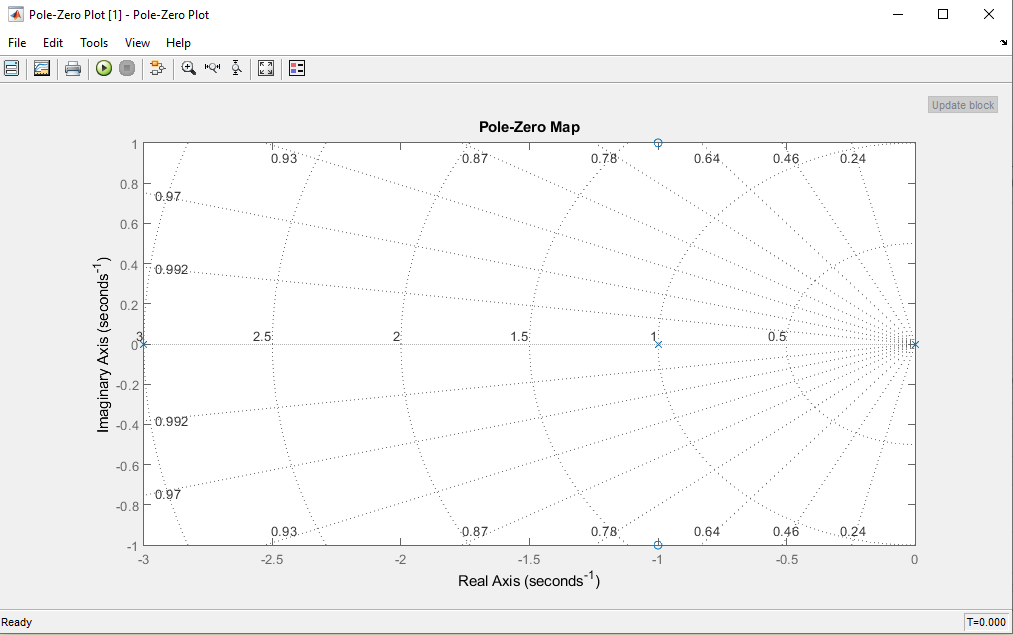 Pole-Zero Plot [1] - Pole-Zero Plot
File Edit Tools View Help
Update block
Pole-Zero Map
1 0.93 0.87 0.78 0.64 0.46 0.24
0.8
0.97
0.6
0.4
0.992
0.2
3 2.5 2 1.5 1 0.5
0
-0.2
-0.4 0.992
-0.6
0.97
-0.8
0.93 0.87 0.78 0.64 0.46 0.24
-1
-3 -2.5 -2 -1.5 -1 -0.5 0
Imaginary Axis (seconds⁻¹)
Real Axis (seconds⁻¹)
Ready T=0.000